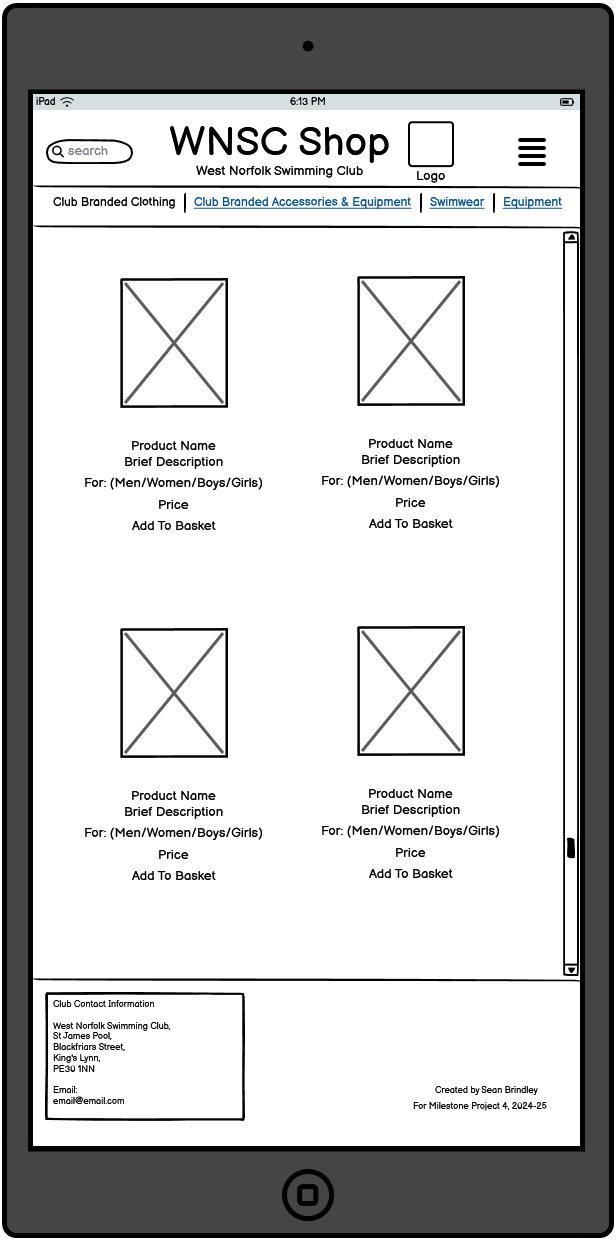 iPad 6:13 PM
search
WNSC Shop
West Norfolk Swimming Club
Logo
Club Branded Clothing | Club Branded Accessories & Equipment | Swimwear | Equipment
Product Name
Brief Description
For: (Men/Women/Boys/Girls)
Price
Add To Basket
Product Name
Brief Description
For: (Men/Women/Boys/Girls)
Price
Add To Basket
Product Name
Brief Description
For: (Men/Women/Boys/Girls)
Price
Add To Basket
Product Name
Brief Description
For: (Men/Women/Boys/Girls)
Price
Add To Basket
Club Contact Information
West Norfolk Swimming Club,
St James Pool,
Blackfriars Street,
King's Lynn,
PE30 1NN
Email:
email@email.com
Created by Sean Brindley
For Milestone Project 4, 2024-25